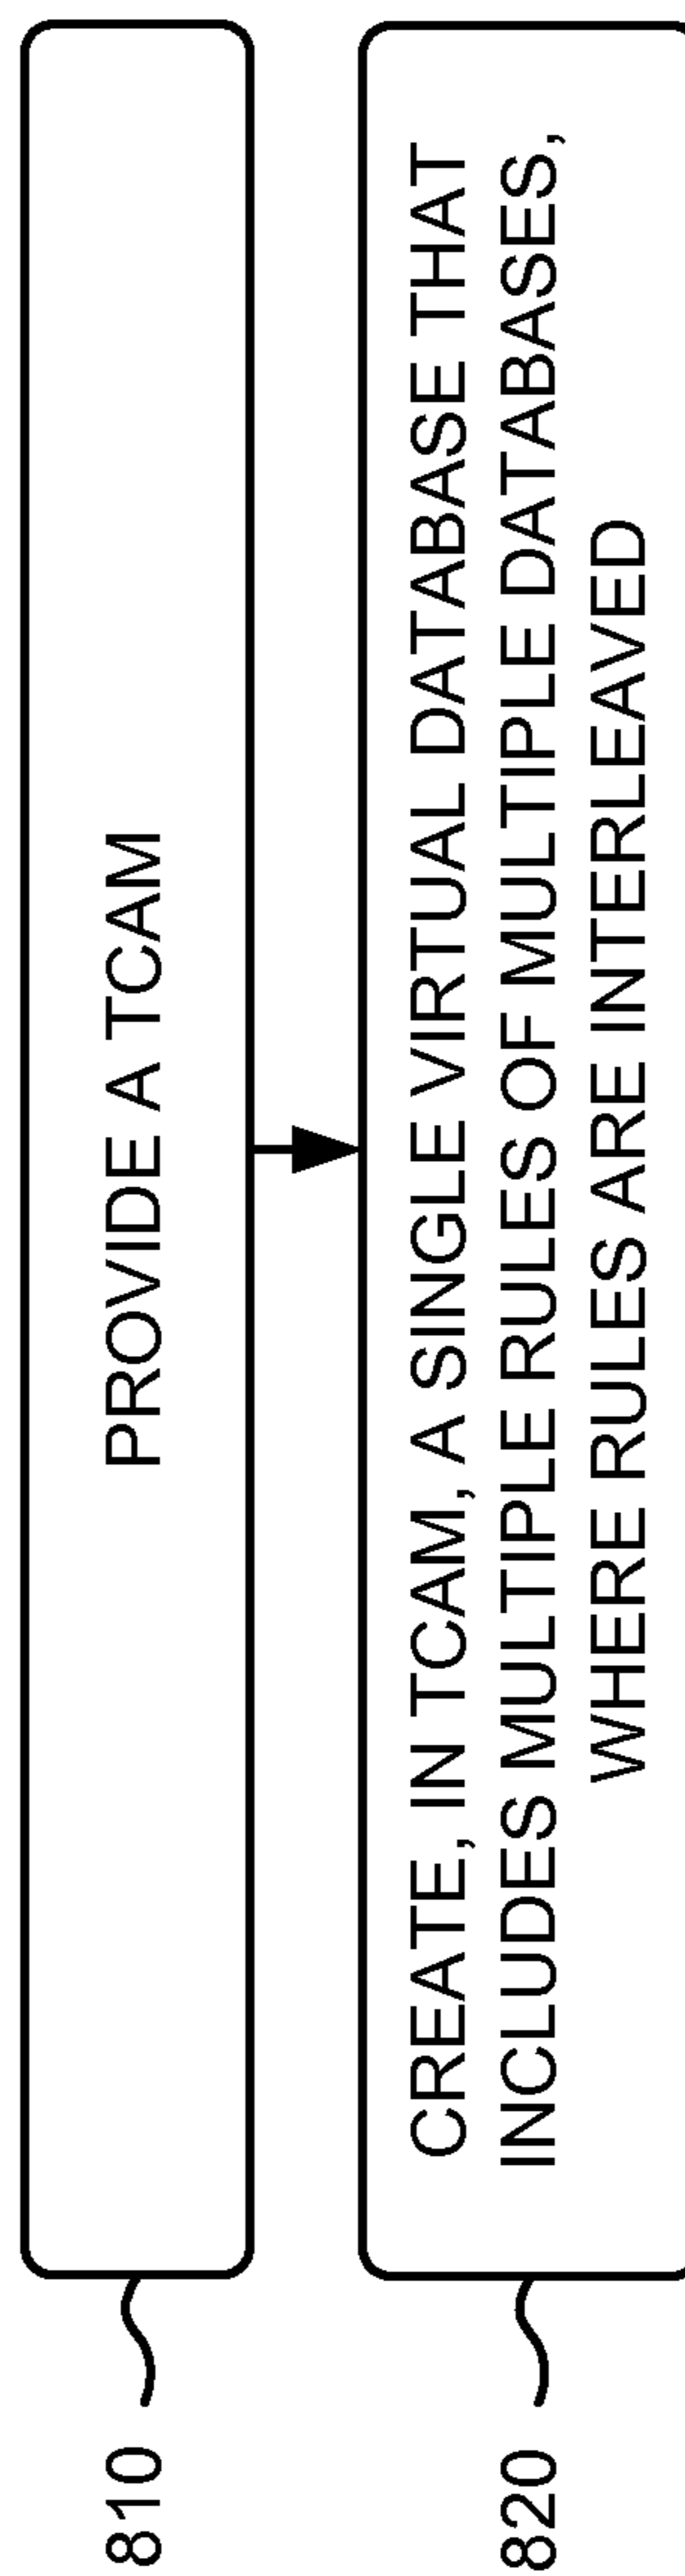 810
PROVIDE A TCAM
820
CREATE, IN TCAM, A SINGLE VIRTUAL DATABASE THAT
INCLUDES MULTIPLE RULES OF MULTIPLE DATABASES,
WHERE RULES ARE INTERLEAVED